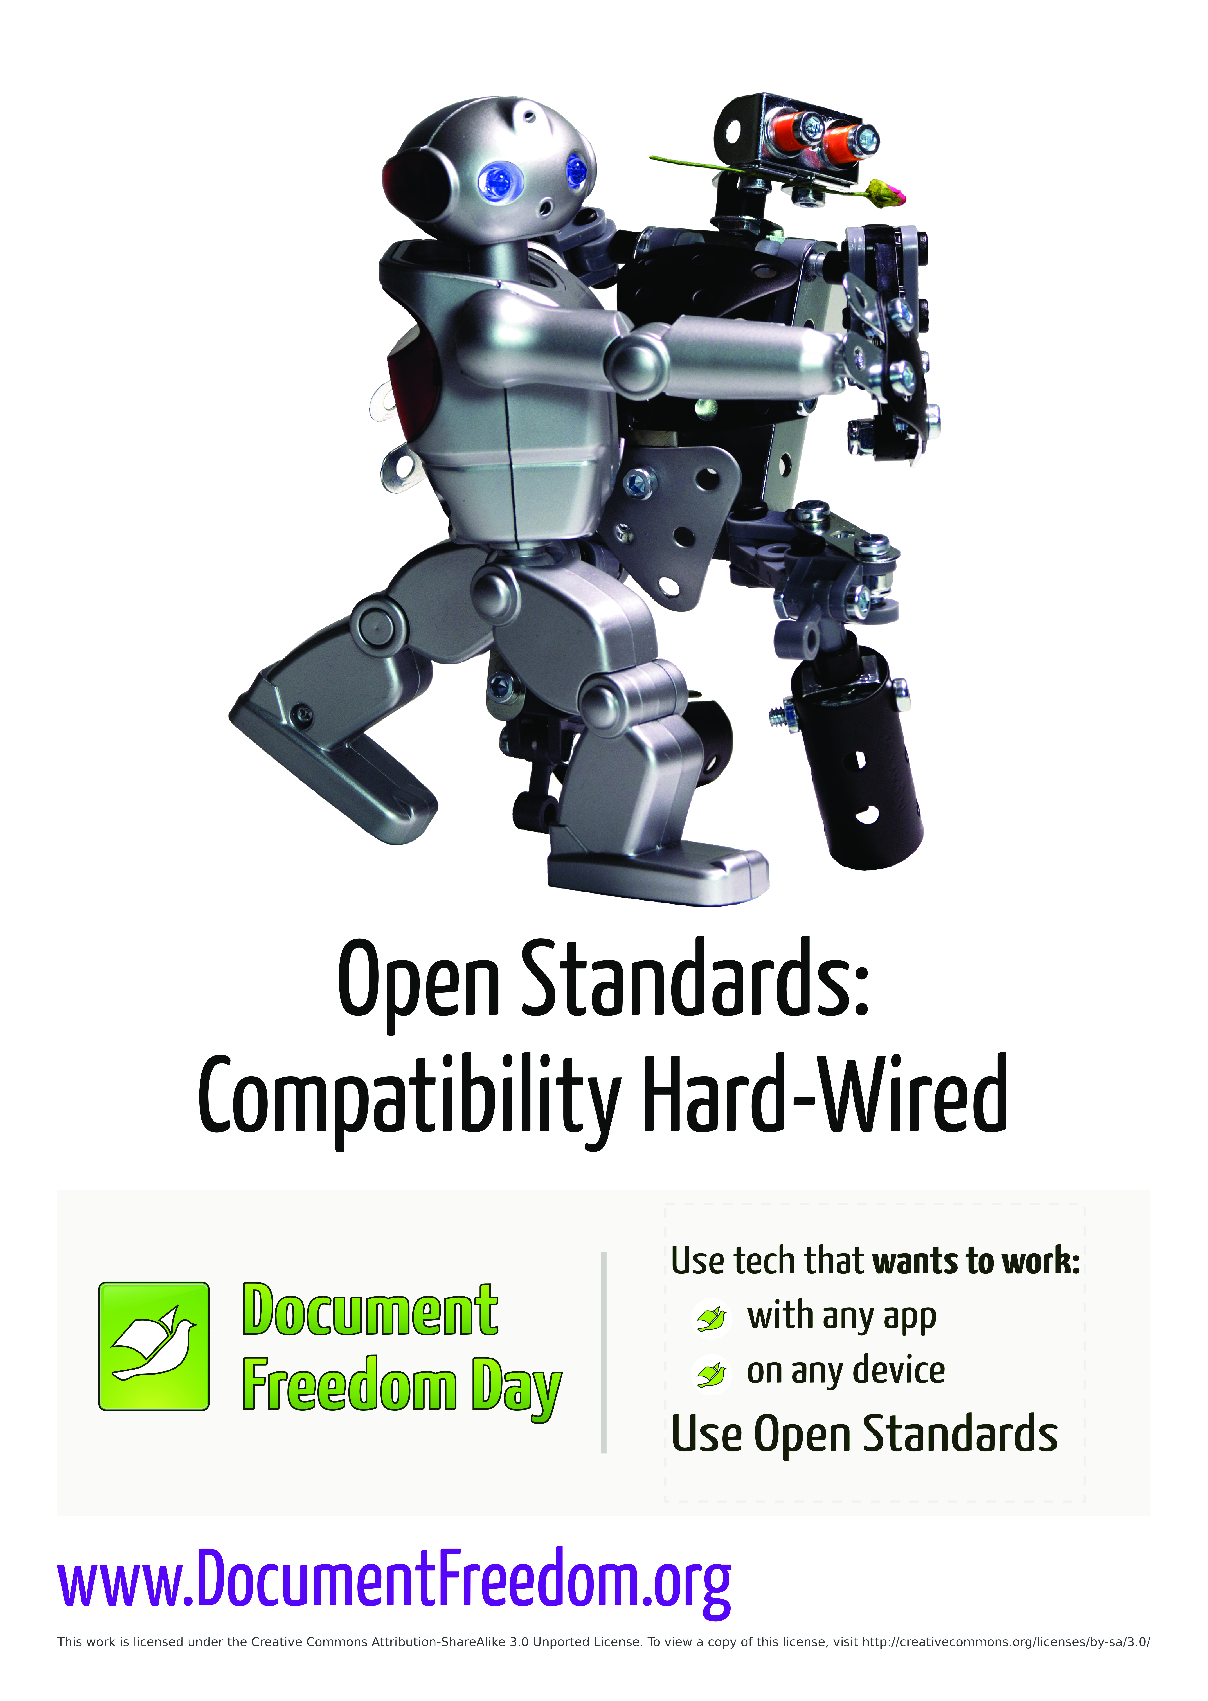 Open Standards:
Compatibility Hard-Wired
Document
Freedom Day
Use tech that wants to work:
with any app
on any device
Use Open Standards
www.DocumentFreedom.org
This work is licensed under the Creative Commons Attribution-ShareAlike 3.0 Unported License. To view a copy of this license, visit http://creativecommons.org/licenses/by-sa/3.0/